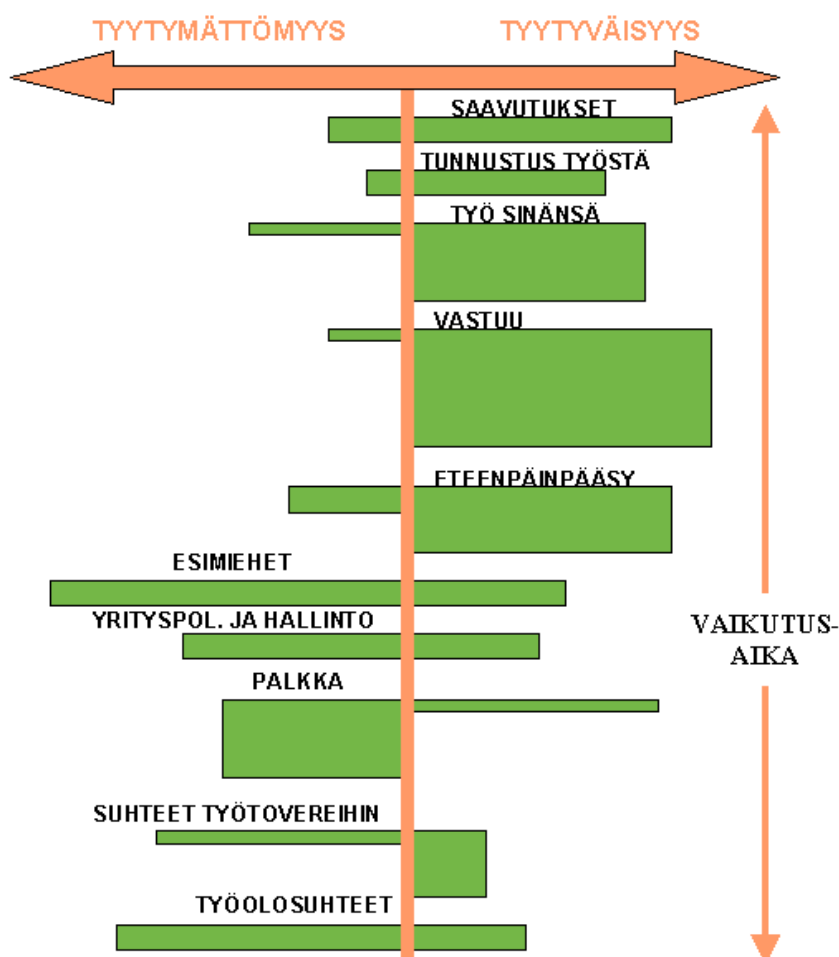 TYYTYMÄTTÖMYYS TYYTYVÄISYYS
SAAVUTUKSET
TUNNUSTUS TYÖSTÄ
TYÖ SINÄNSÄ
VASTUU
ETEENPÄINPÄÄSY
ESIMIEHET
YRITYSPOL. JA HALLINTO
VAIKUTUS-
AIKA
PALKKA
SUHTEET TYÖTOVEREIHIN
TYÖOLOSUHTEET